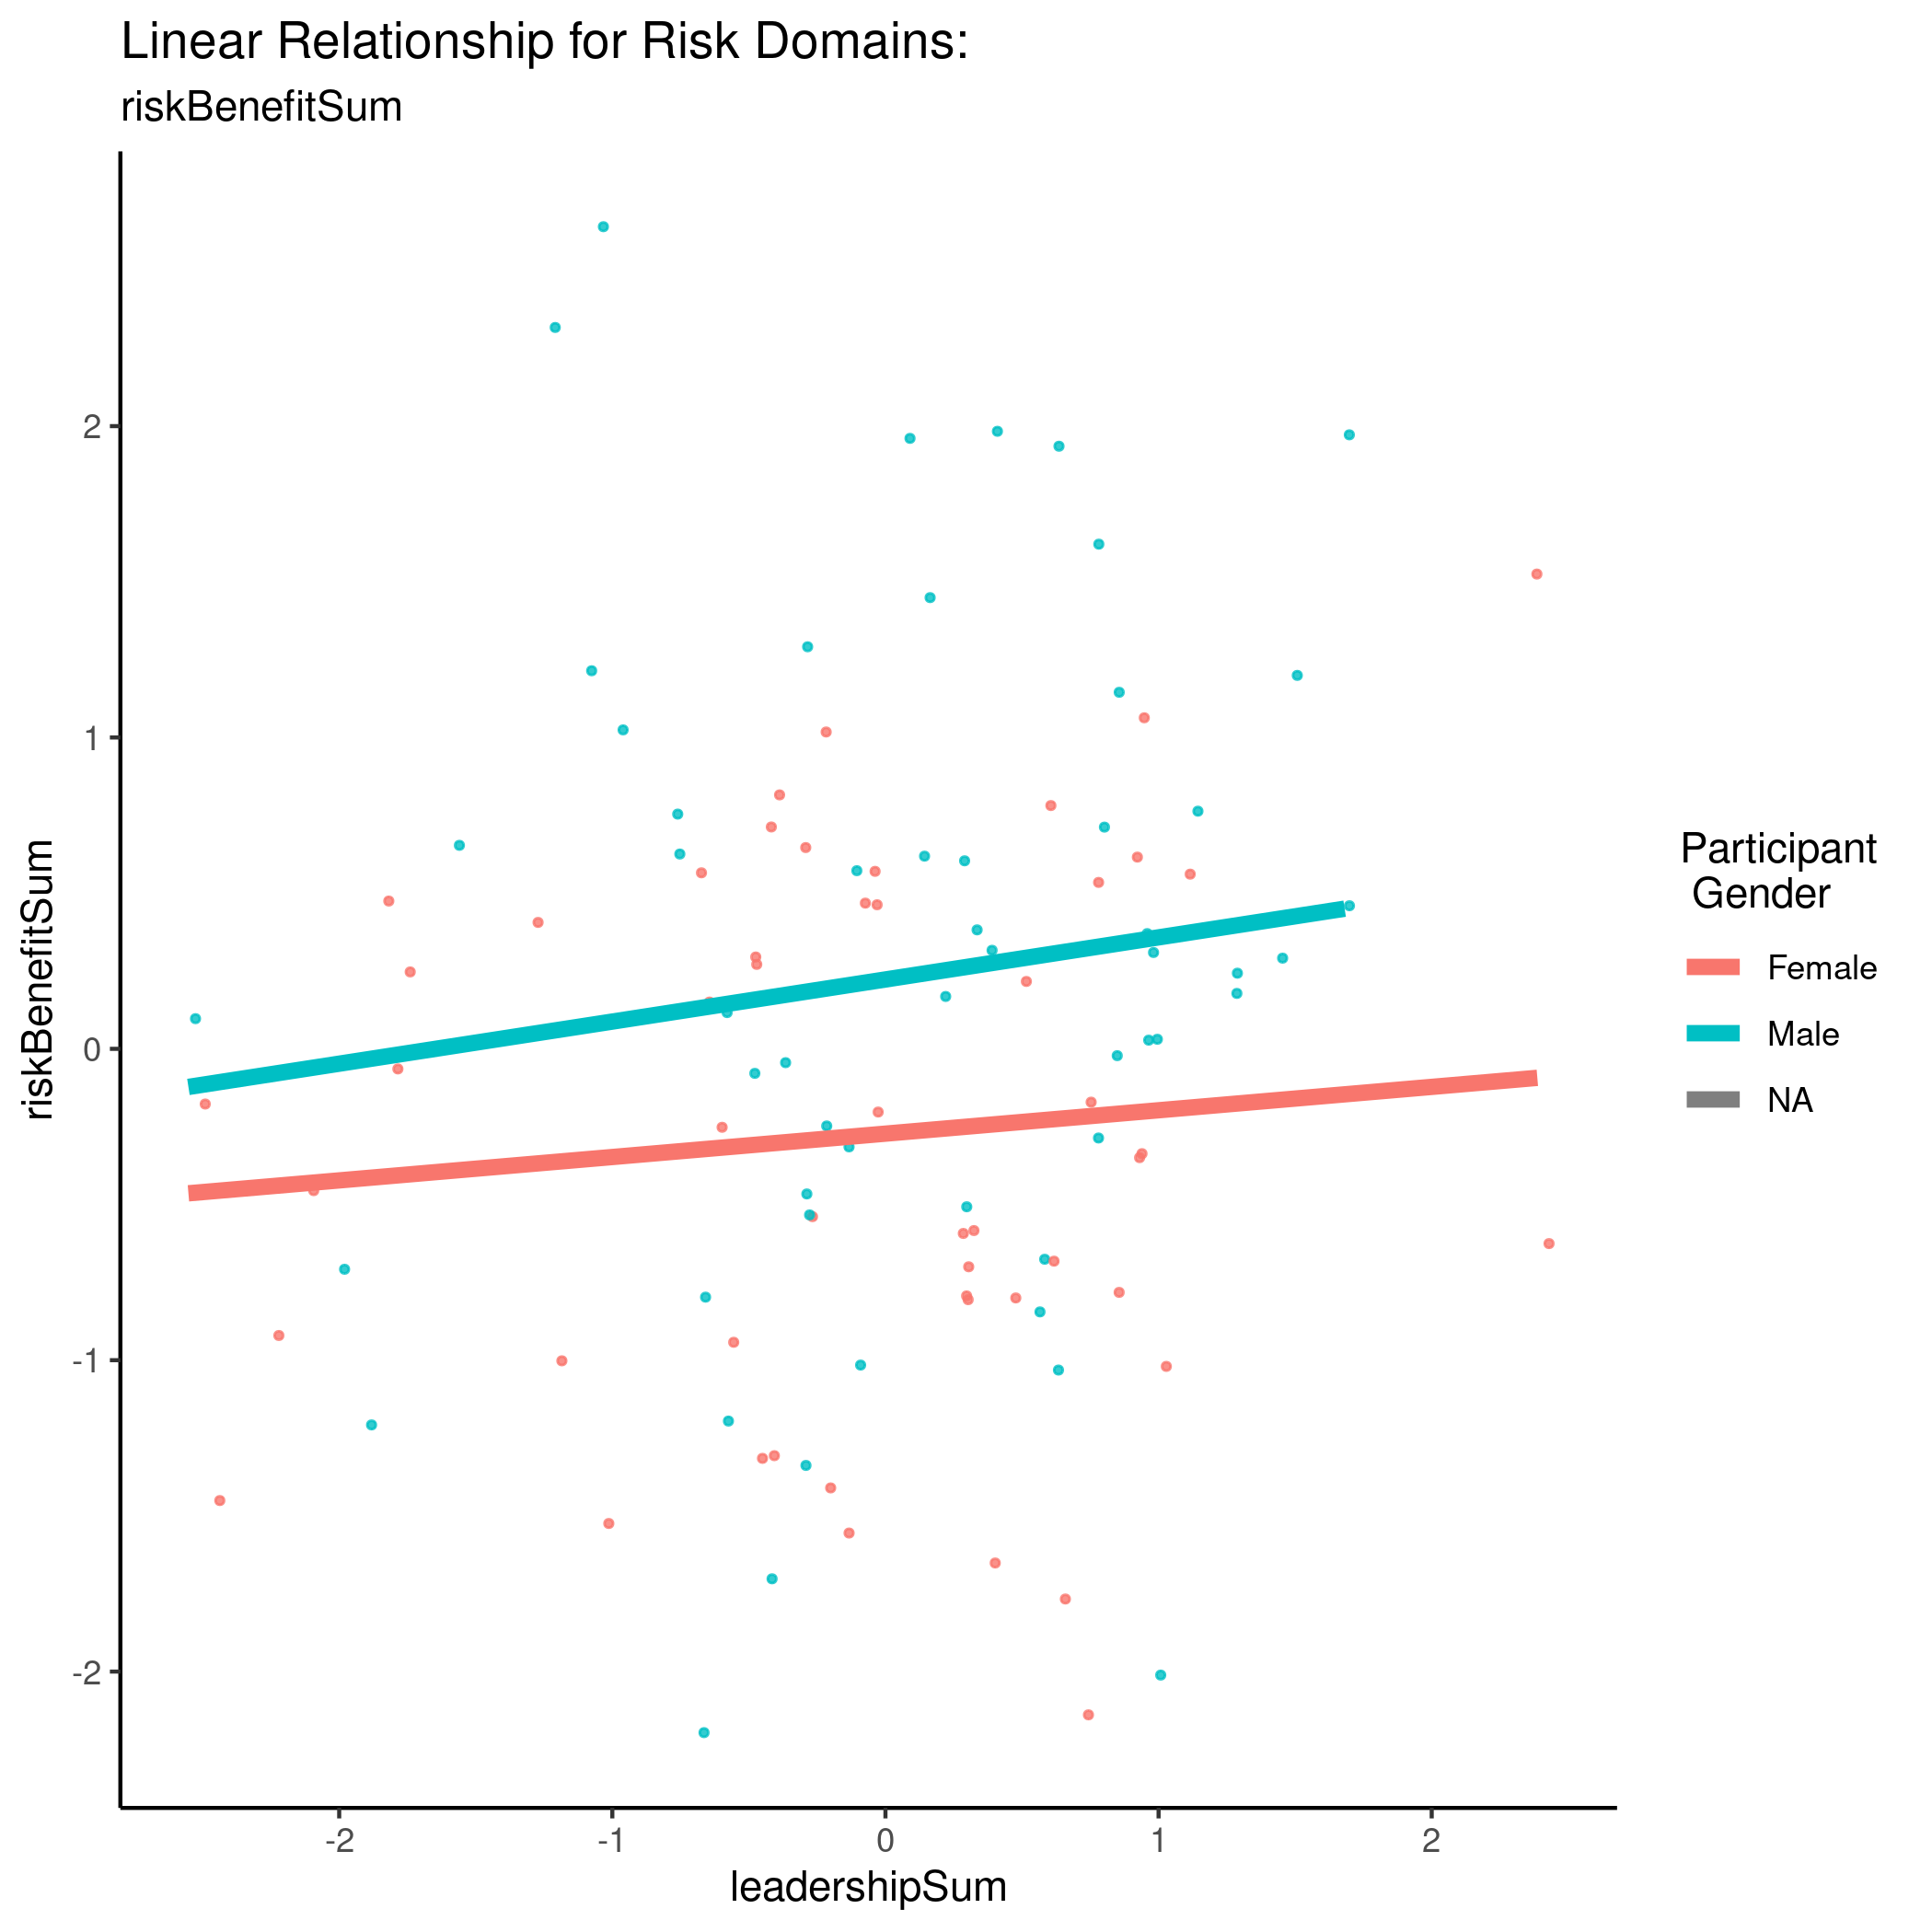 Linear Relationship for Risk Domains:
riskBenefitSum
riskBenefitSum
2
1
0
-1
-2
-2
-1
0
1
2
leadershipSum
Participant
Gender
Female
Male
NA